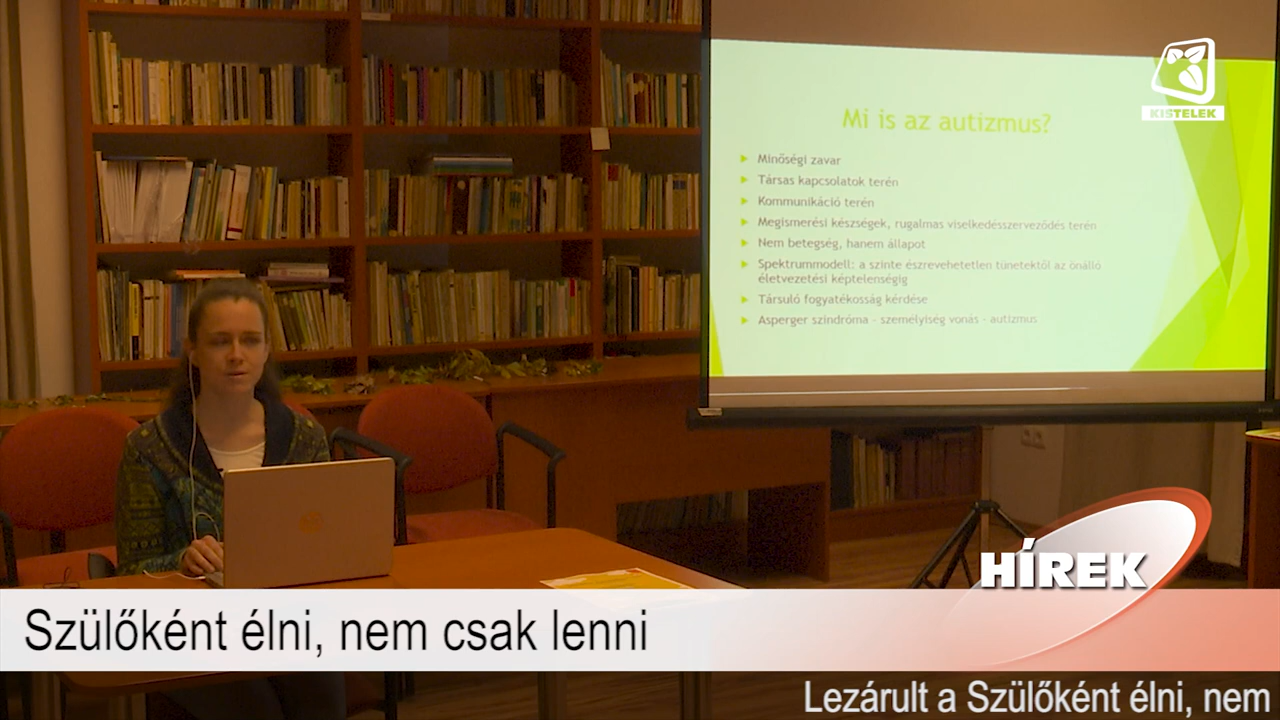 KISTELEK
Mi is az autizmus?
Minőségi zavar
Társas kapcsolatok terén
Kommunikáció terén
Megismerési készségek, rugalmas viselkedésszerveződés terén
Nem betegség, hanem állapot
Spektrummodell: a szinte észrevehetetlen tünetektől az önálló
életvezetési képtelenségig
Társuló fogyatékosság kérdése
Asperger szindróma - személyiség vonás - autizmus
HÍREK
Szülőként élni, nem csak lenni
Lezárult a Szülőként élni, nem